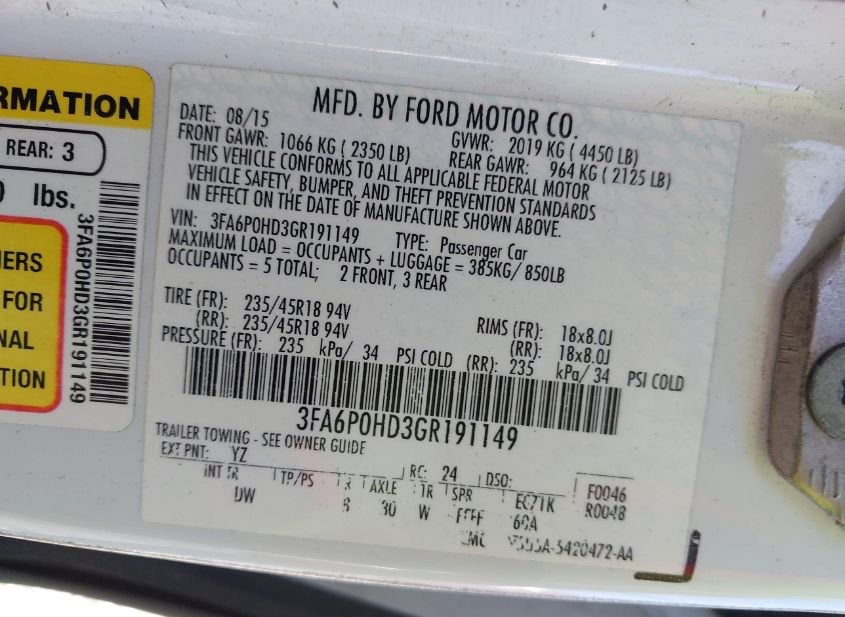 RMATION
REAR: 3
0 lbs.
3FA6P0HD3GR191149
ERS
FOR
NAL
TION
MFD. BY FORD MOTOR CO.
DATE: 08/15 GVWR: 2019 KG ( 4450 LB)
FRONT GAWR: 1066 KG ( 2350 LB) REAR GAWR: 964 KG ( 2125 LB)
THIS VEHICLE CONFORMS TO ALL APPLICABLE FEDERAL MOTOR
VEHICLE SAFETY, BUMPER, AND THEFT PREVENTION STANDARDS
IN EFFECT ON THE DATE OF MANUFACTURE SHOWN ABOVE.
VIN: 3FA6P0HD3GR191149 TYPE: Passenger Car
MAXIMUM LOAD = OCCUPANTS + LUGGAGE = 385KG/ 850LB
OCCUPANTS = 5 TOTAL; 2 FRONT, 3 REAR
TIRE (FR): 235/45R18 94V RIMS (FR): 18x8.0J
(RR): 235/45R18 94V (RR): 18x8.0J
PRESSURE (FR): 235 kPa/ 34 PSI COLD (RR): 235 kPa/ 34 PSI COLD
3FA6P0HD3GR191149
TRAILER TOWING - SEE OWNER GUIDE
EXT PNT: YZ RC: 24 DSO: F0046
INT TR TP/PS R AXLE TR SPR EC71K R0048
DW 30 W 60A
5420472-AA